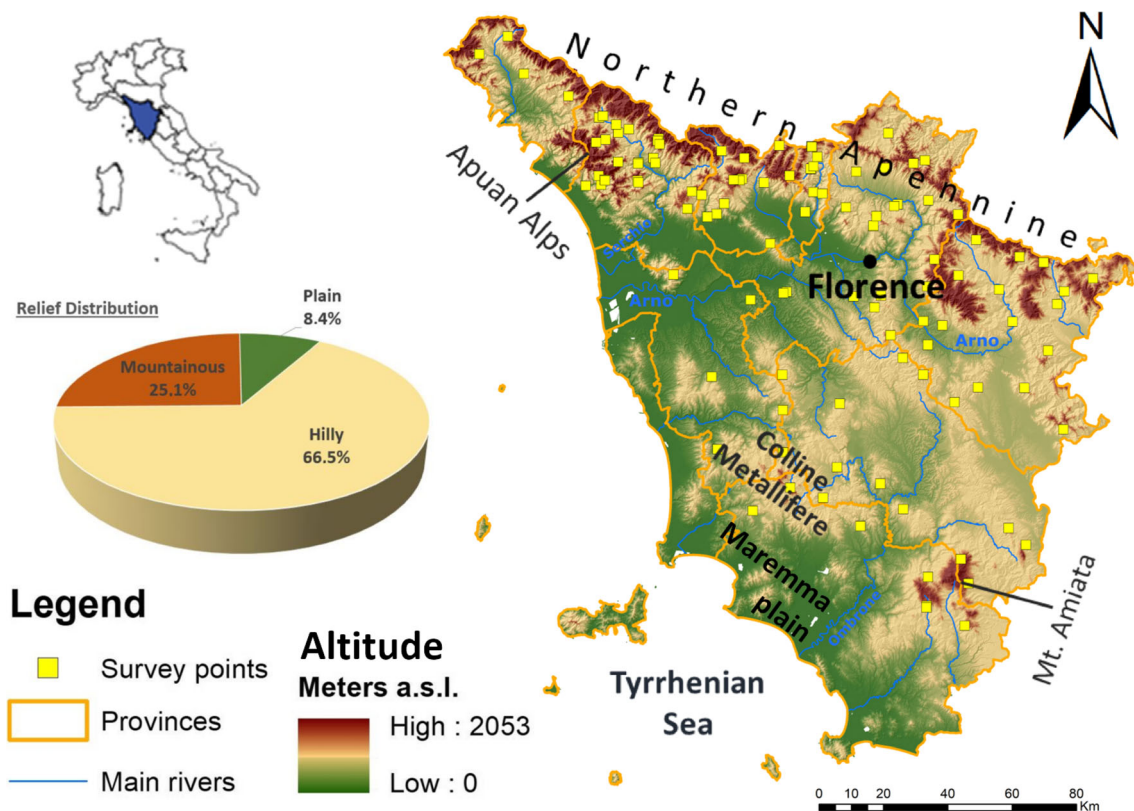 N
Northern Apennine
Apuan Alps
Serchio
Florence
Arno
Arno
Relief Distribution
Plain
8.4%
Mountainous
25.1%
Hilly
66.5%
Colline
Metallifere
Maremma
plain
Ombrone
Mt. Amiata
Tyrrhenian
Sea
Legend
Survey points
Provinces
Main rivers
Altitude
Meters a.s.l.
High : 2053
Low : 0
0 20 40 60 80
Km